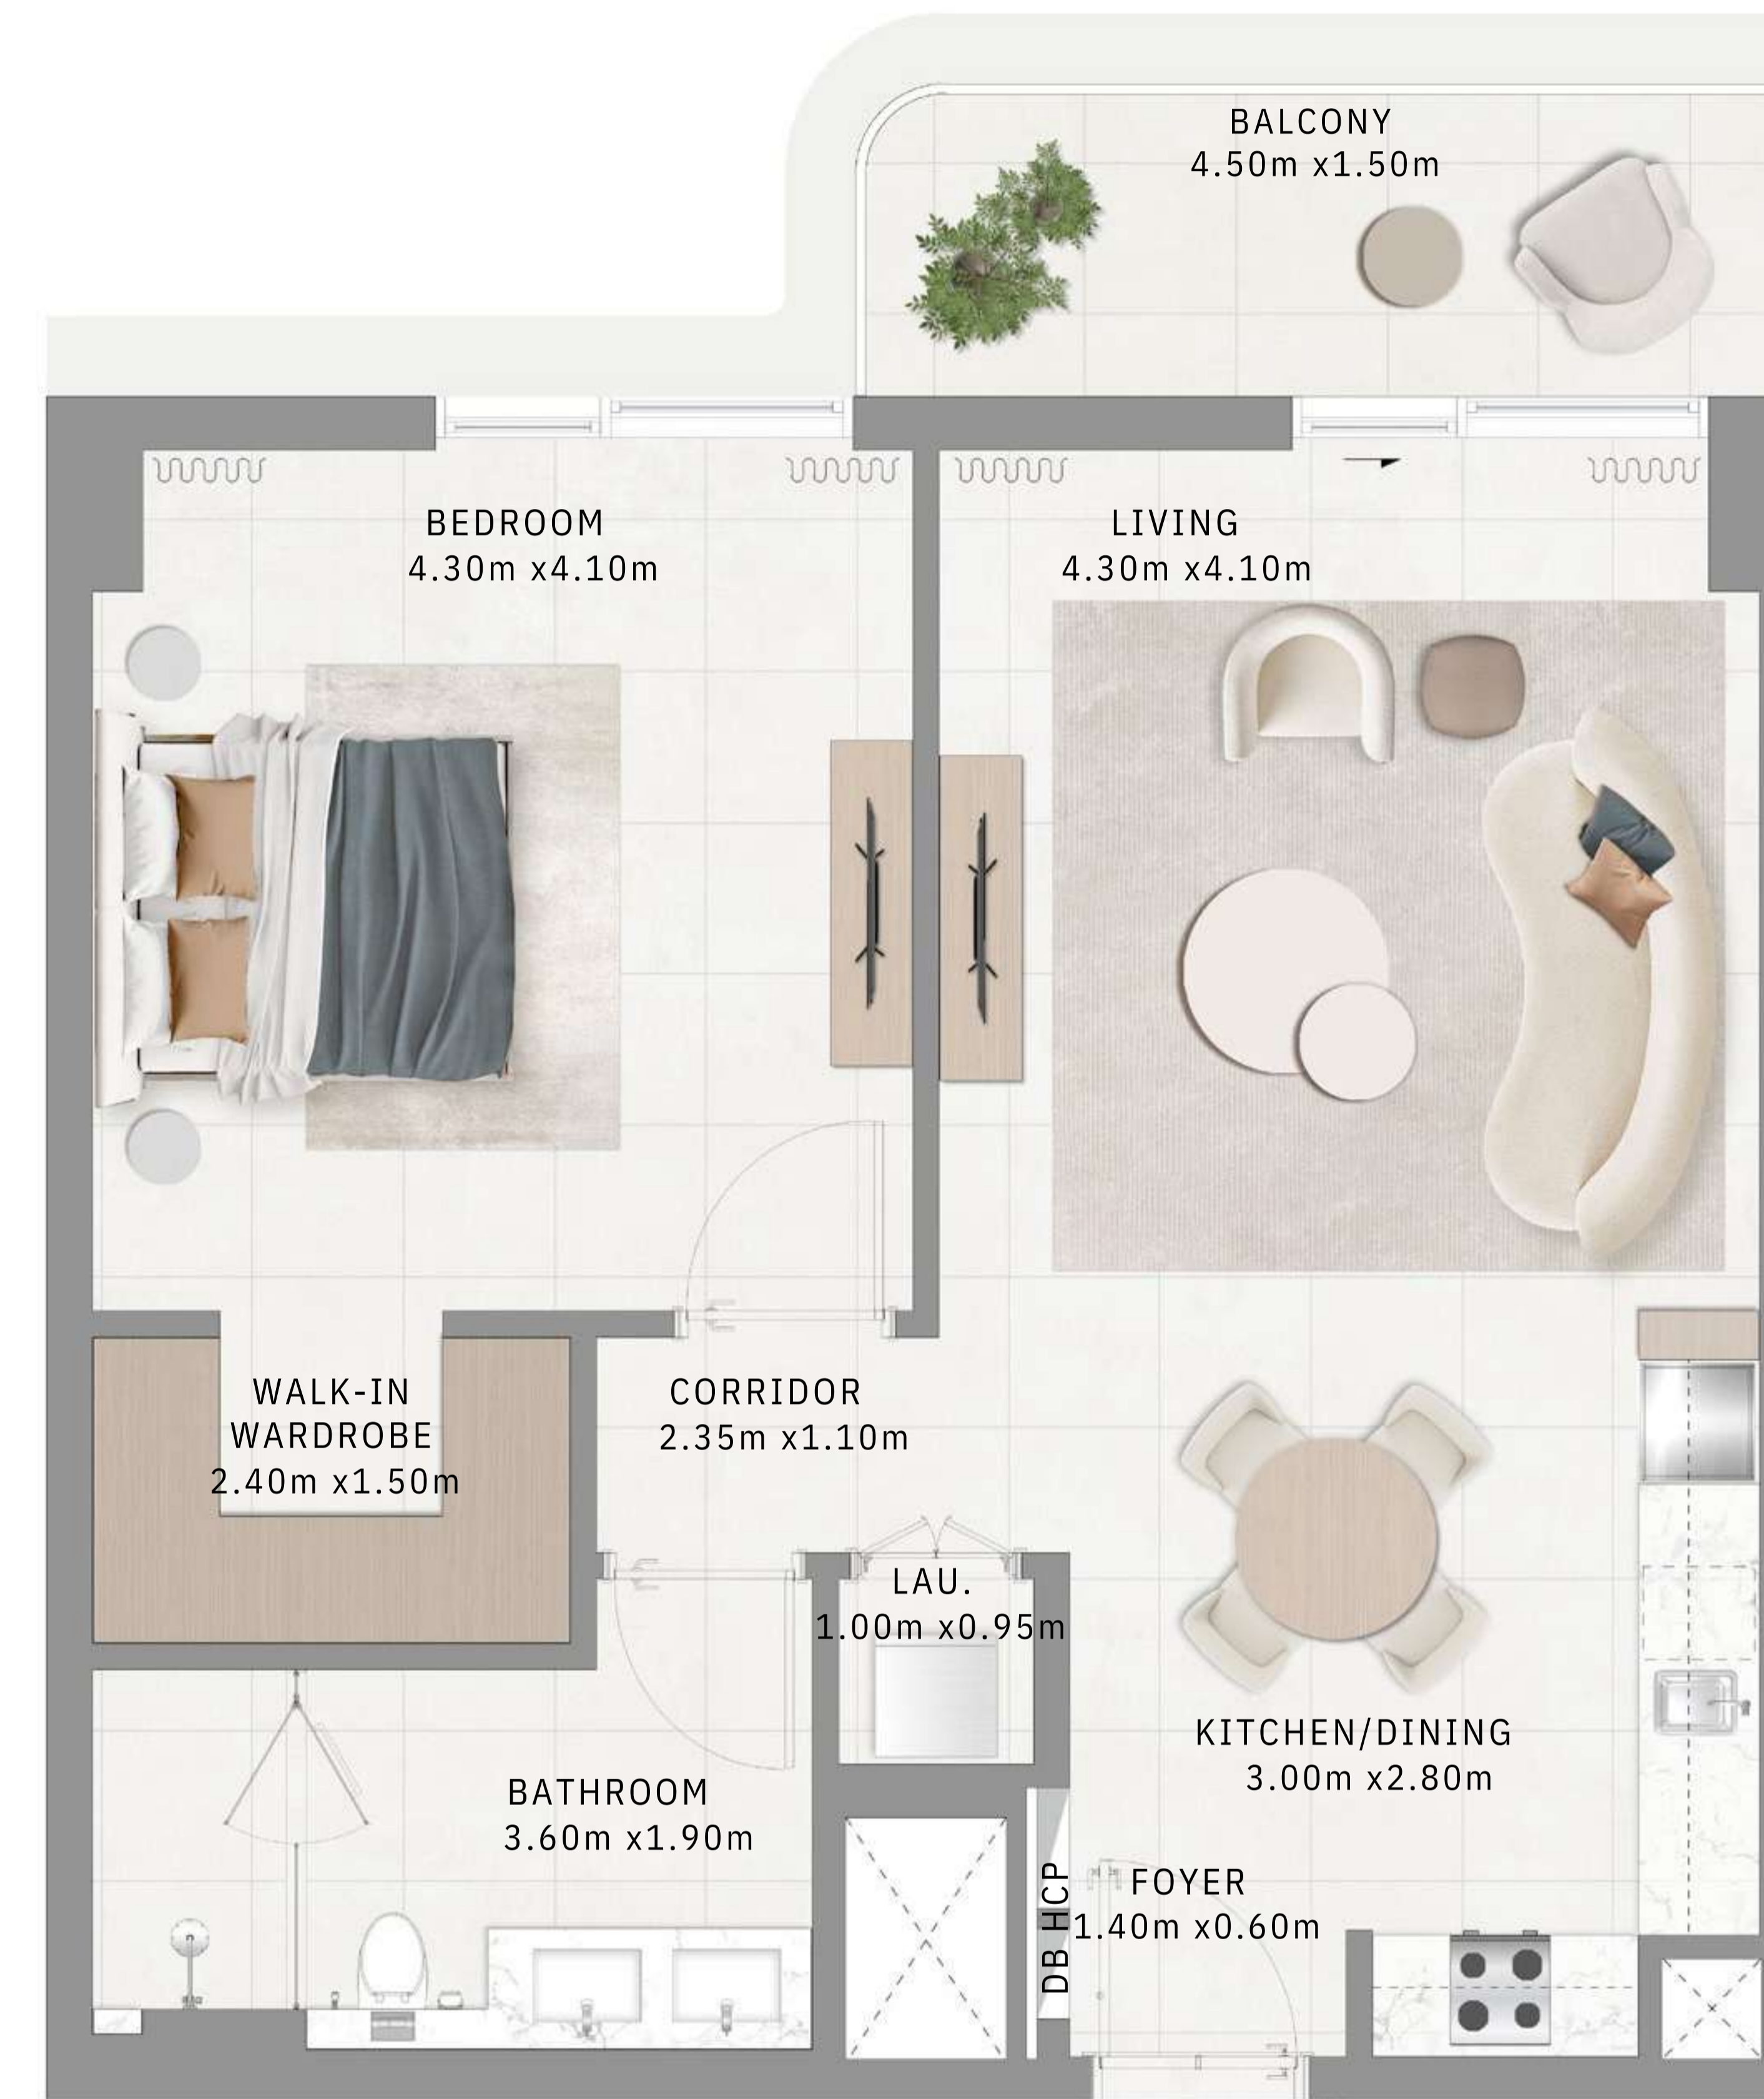 BALCONY
4.50m x1.50m
BEDROOM
4.30m x4.10m
LIVING
4.30m x4.10m
WALK-IN
WARDROBE
2.40m x1.50m
CORRIDOR
2.35m x1.10m
LAU.
1.00m x0.95m
KITCHEN/DINING
3.00m x2.80m
BATHROOM
3.60m x1.90m
DB HCP
FOYER
1.40m x0.60m